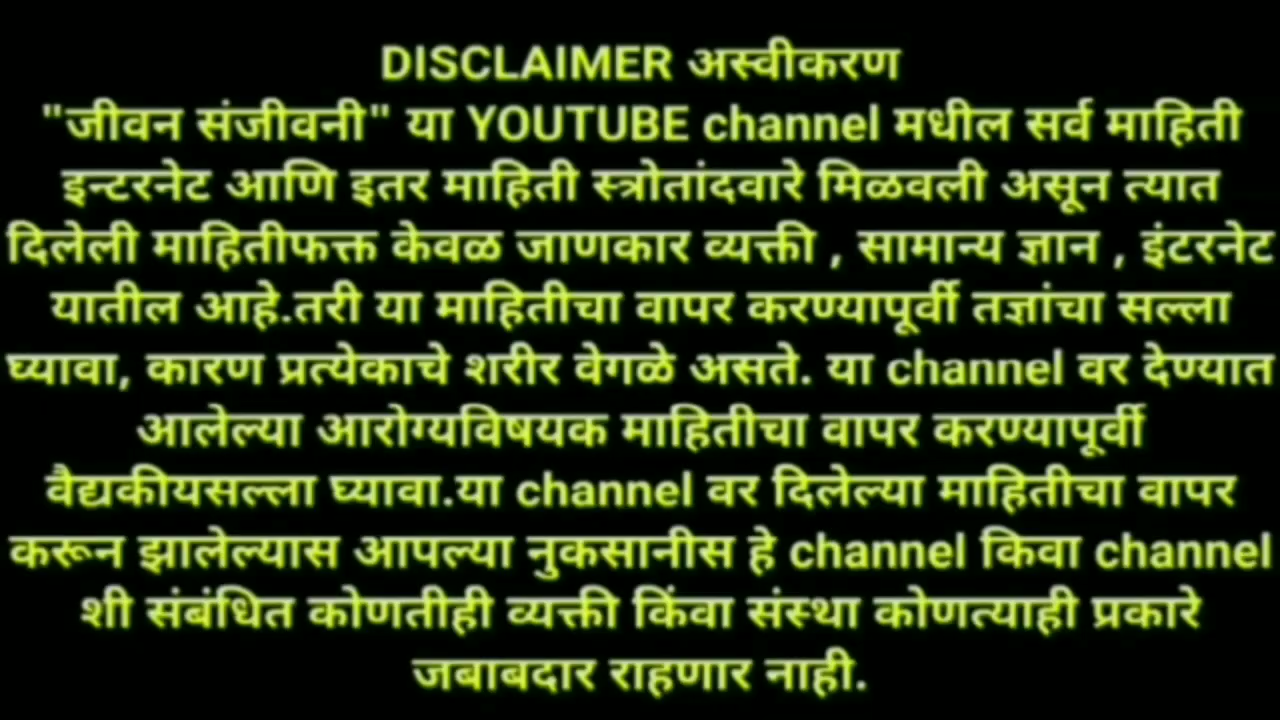 DISCLAIMER अस्वीकरण
"जीवन संजीवनी" या YOUTUBE channel मधील सर्व माहिती
इन्टरनेट आणि इतर माहिती स्त्रोतांदवारे मिळवली असून त्यात
दिलेली माहितीफक्त केवळ जाणकार व्यक्ती , सामान्य ज्ञान , इंटरनेट
यातील आहे.तरी या माहितीचा वापर करण्यापूर्वी तज्ञांचा सल्ला
घ्यावा, कारण प्रत्येकाचे शरीर वेगळे असते. या channel वर देण्यात
आलेल्या आरोग्यविषयक माहितीचा वापर करण्यापूर्वी
वैद्यकीयसल्ला घ्यावा.या channel वर दिलेल्या माहितीचा वापर
करून झालेल्यास आपल्या नुकसानीस हे channel किवा channel
शी संबंधित कोणतीही व्यक्ती किंवा संस्था कोणत्याही प्रकारे
जबाबदार राहणार नाही.